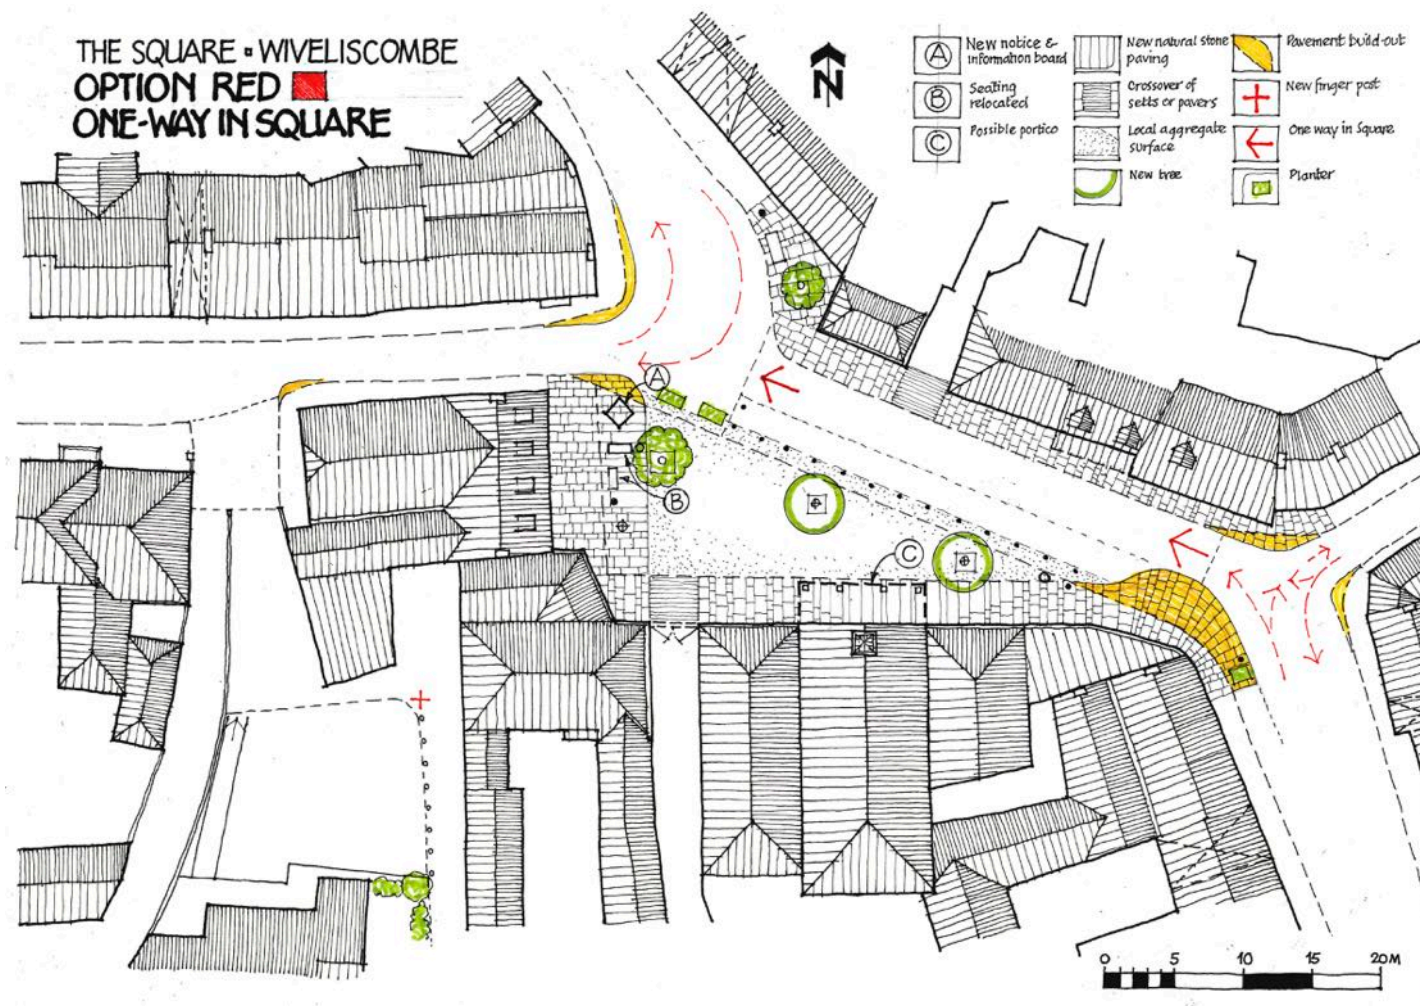 THE SQUARE ▫ WIVELISCOMBE
OPTION RED
ONE-WAY IN SQUARE
N
A
New notice &
information board
B
Seating
relocated
C
Possible portico
New natural stone
paving
Crossover of
setts or pavers
Local aggregate
surface
New tree
Pavement build-out
New finger post
One way in Square
Planter
A
B
C
0 5 10 15 20M